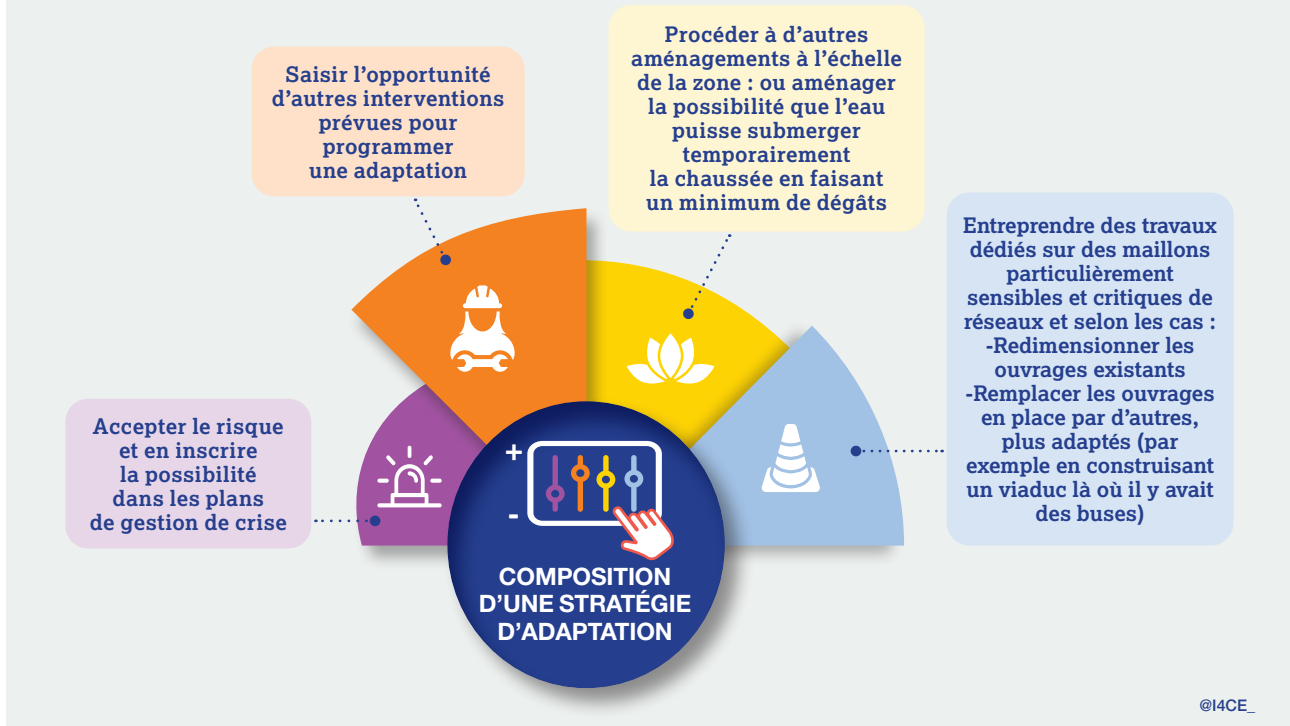 Saisir l’opportunité
d’autres interventions
prévues pour
programmer
une adaptation
Procéder à d’autres
aménagements à l’échelle
de la zone : ou aménager
la possibilité que l’eau
puisse submerger
temporairement
la chaussée en faisant
un minimum de dégâts
Entreprendre des travaux
dédiés sur des maillons
particulièrement
sensibles et critiques de
réseaux et selon les cas :
-Redimensionner les
ouvrages existants
-Remplacer les ouvrages
en place par d’autres,
plus adaptés (par
exemple en construisant
un viaduc là où il y avait
des buses)
Accepter le risque
et en inscrire
la possibilité
dans les plans
de gestion de crise
+
-
COMPOSITION
D’UNE STRATÉGIE
D’ADAPTATION
@I4CE_